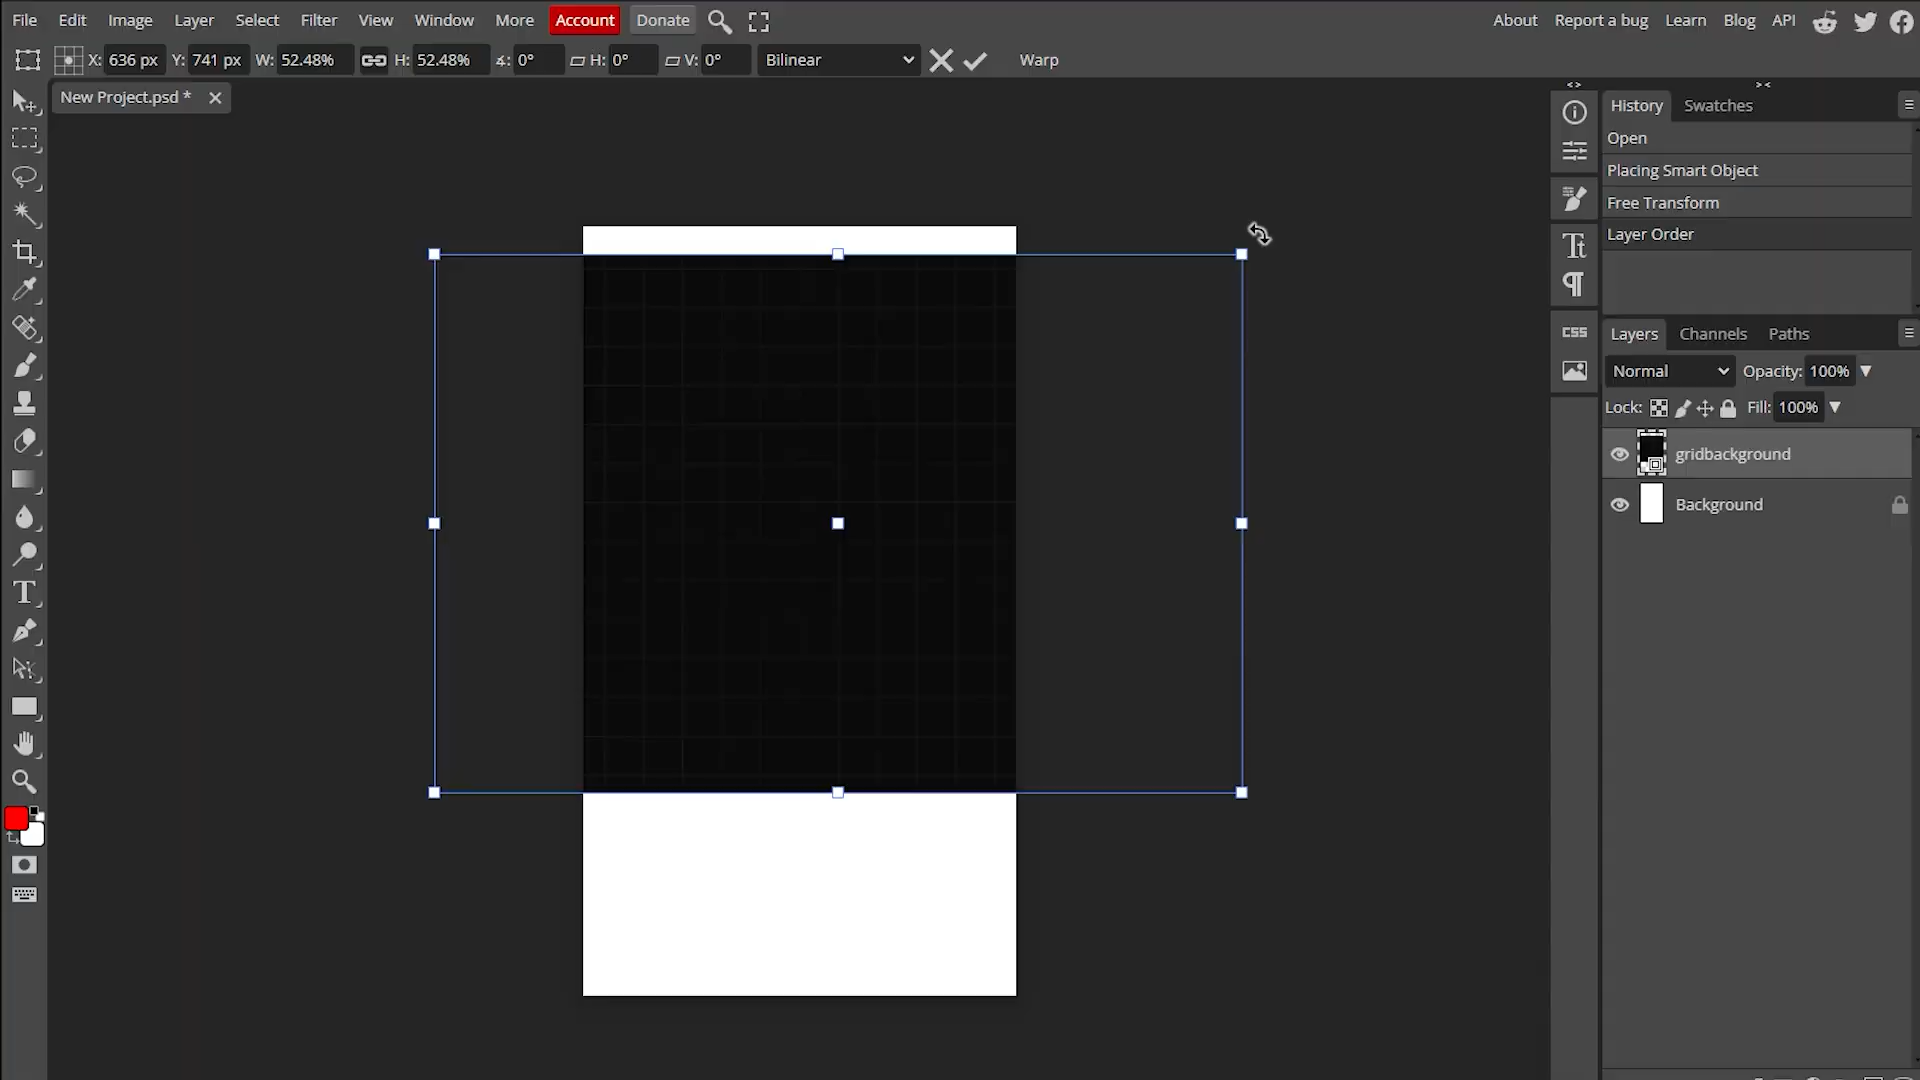 File Edit Image Layer Select Filter View Window More Account Donate About Report a bug Learn Blog API
X: 636 px Y: 741 px W: 52.48% H: 52.48% ∡: 0° H: 0° V: 0° Bilinear Warp
New Project.psd *
History Swatches
Open
Placing Smart Object
Free Transform
Layer Order
CSS
Layers Channels Paths
Normal Opacity: 100%
Lock: Fill: 100%
gridbackground
Background